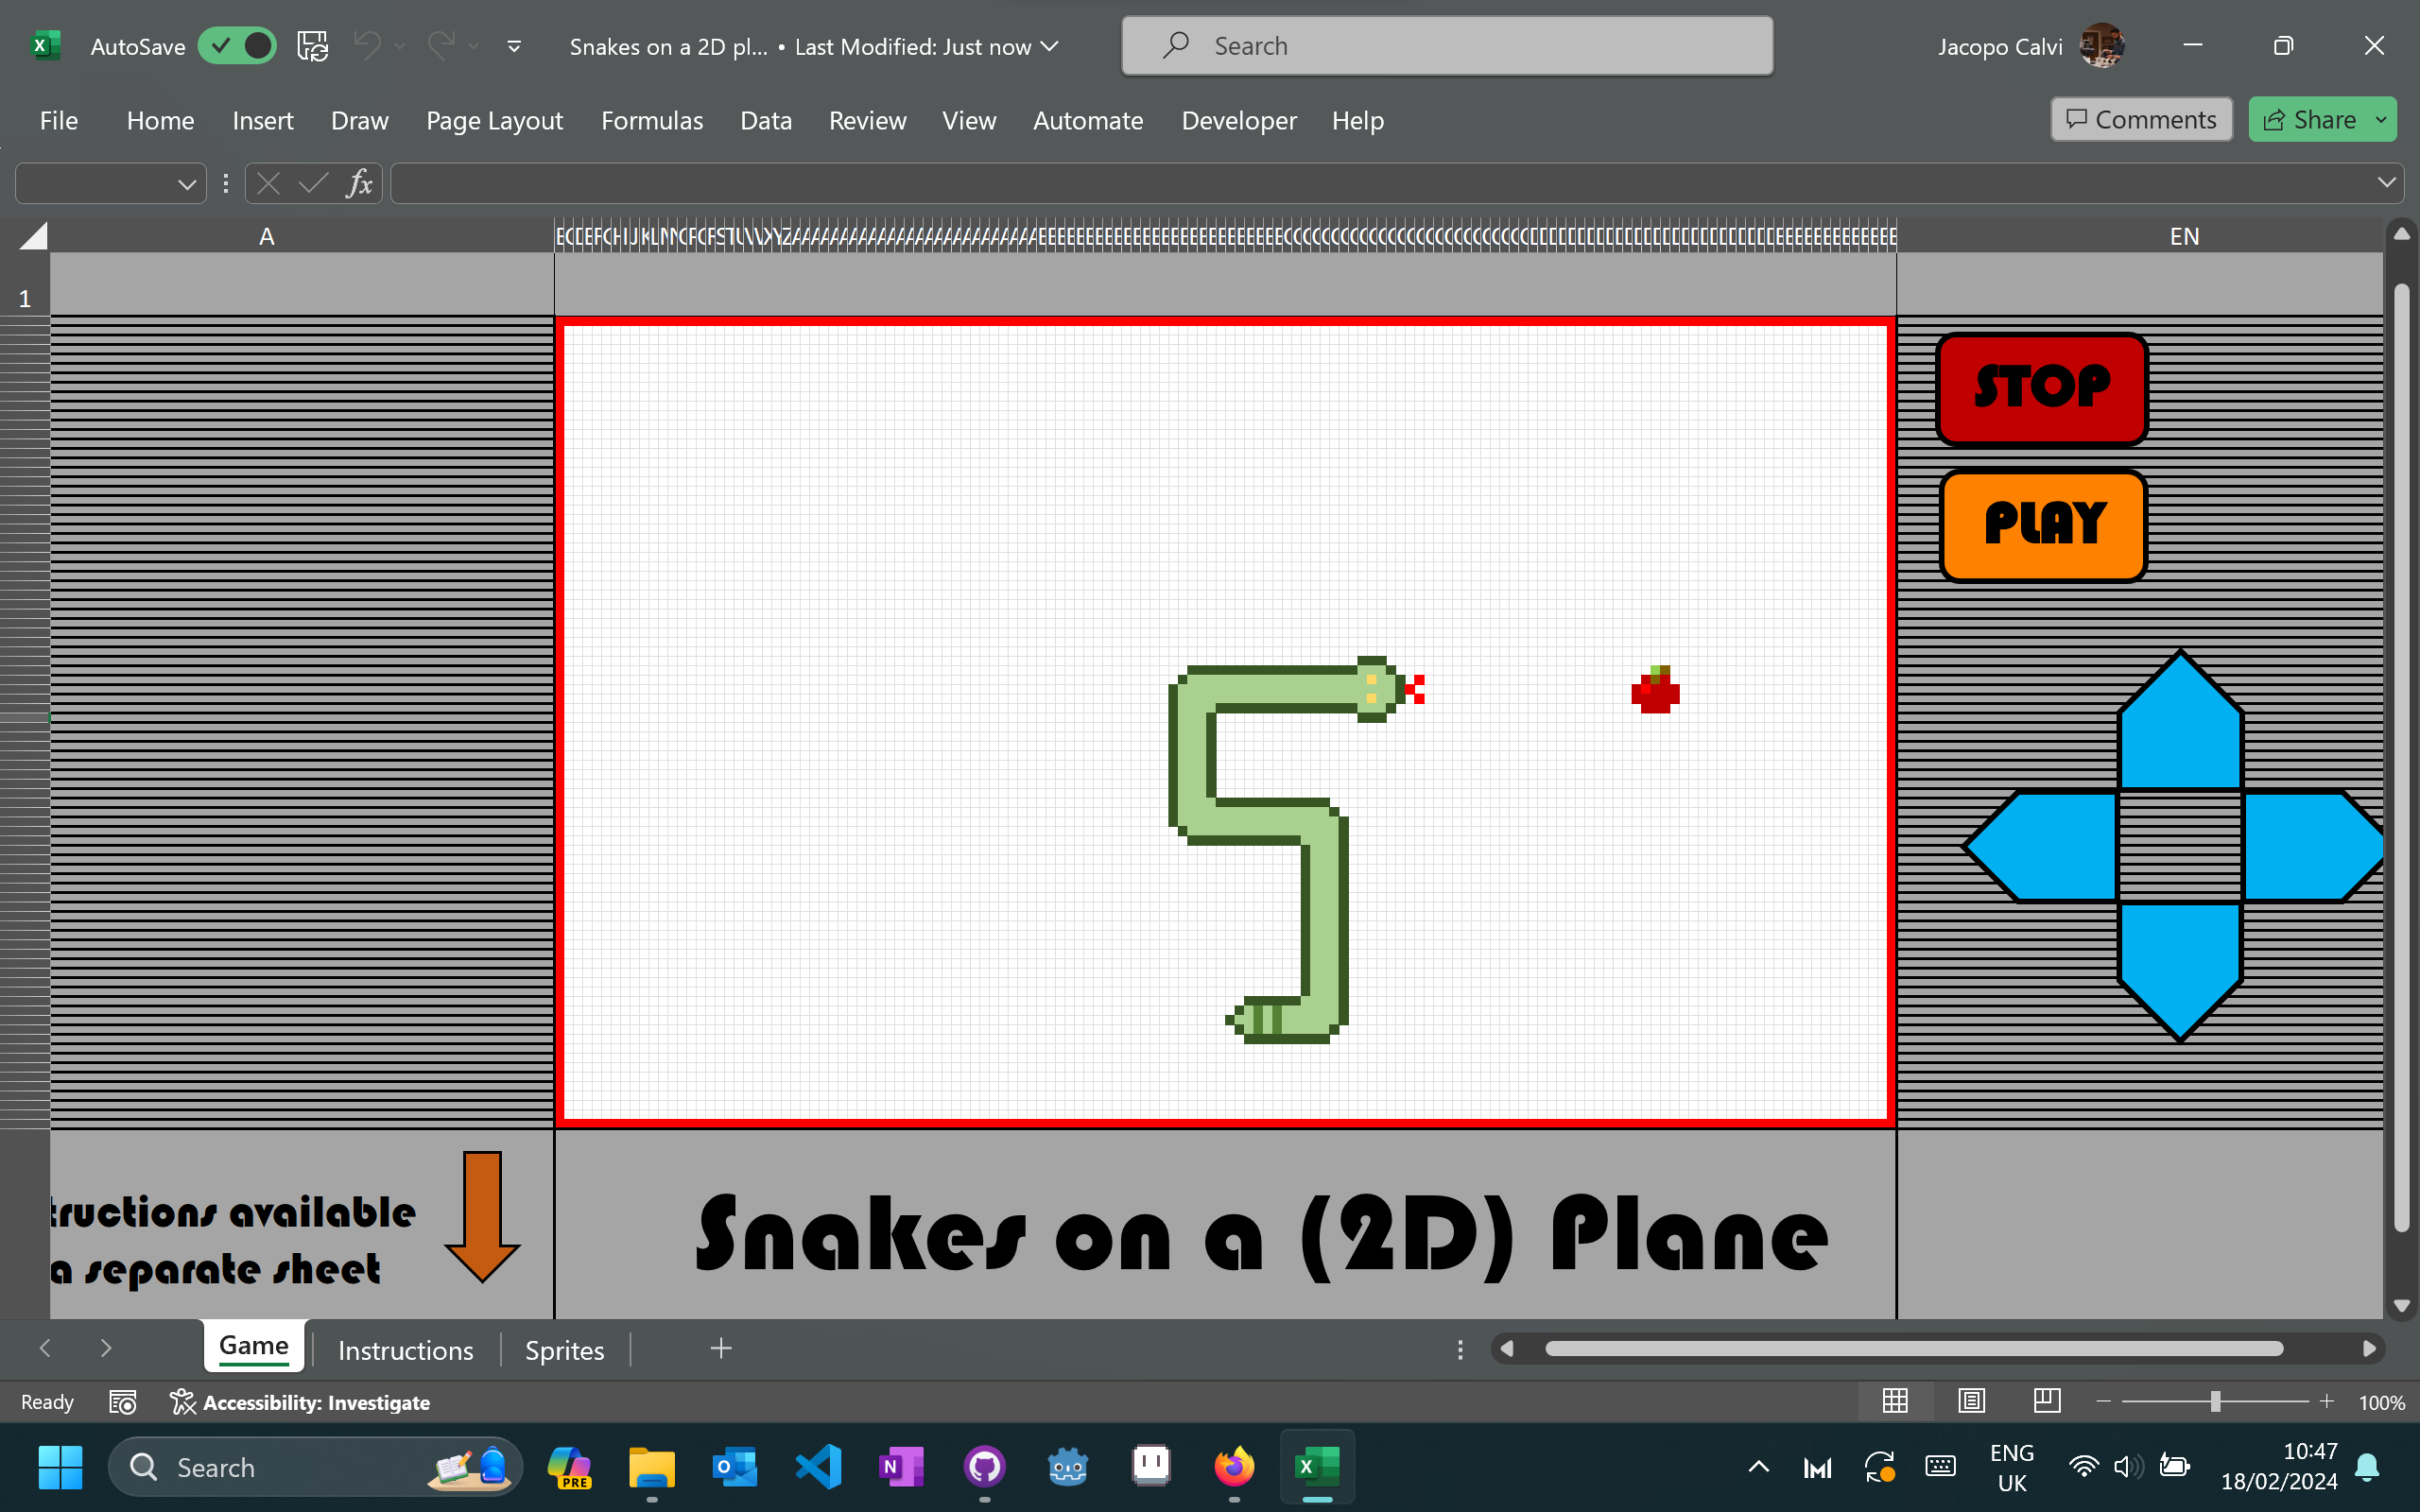 AutoSave
Snakes on a 2D pl... • Last Modified: Just now
Search
Jacopo Calvi
File Home Insert Draw Page Layout Formulas Data Review View Automate Developer Help
Comments
Share
fx
A
EN
1
STOP
PLAY
tructions available
a separate sheet
Snakes on a (2D) Plane
Game Instructions Sprites
Ready
Accessibility: Investigate
100%
Search
PRE
ENG
UK
10:47
18/02/2024